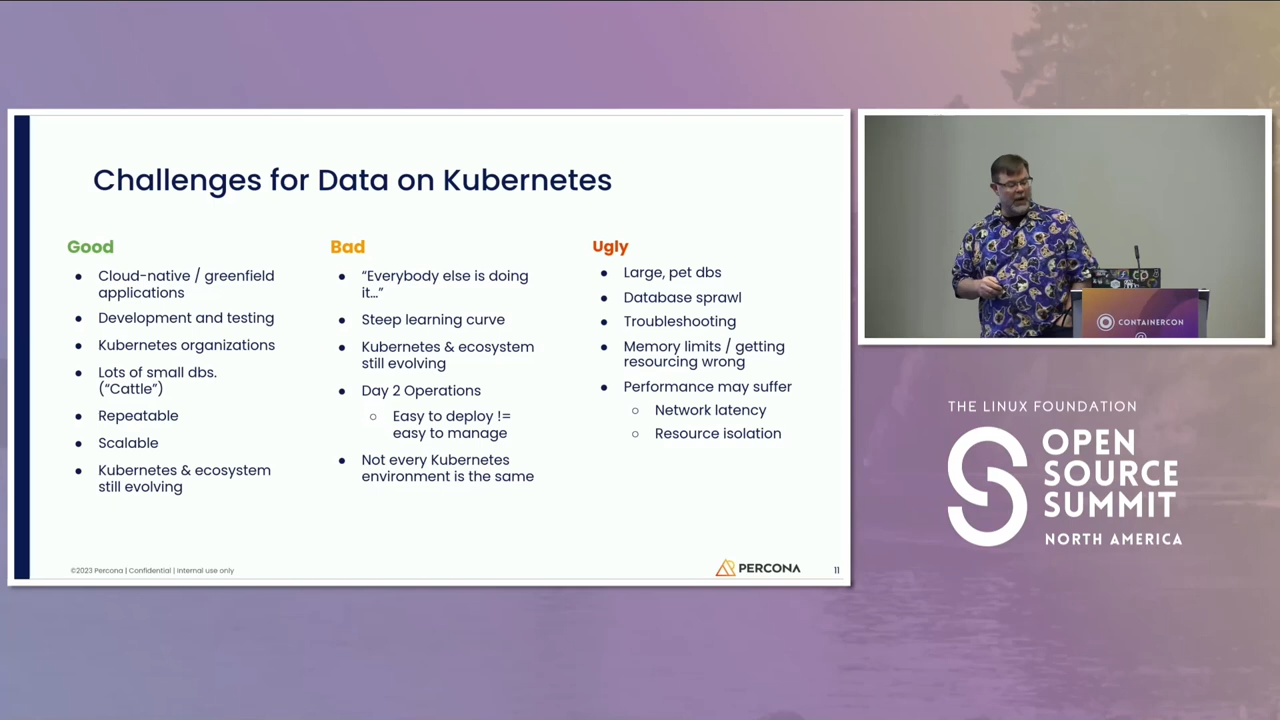 Challenges for Data on Kubernetes
Good
● Cloud-native / greenfield
applications
● Development and testing
● Kubernetes organizations
● Lots of small dbs.
("Cattle")
● Repeatable
● Scalable
● Kubernetes & ecosystem
still evolving
Bad
● “Everybody else is doing
it…”
● Steep learning curve
● Kubernetes & ecosystem
still evolving
● Day 2 Operations
○ Easy to deploy !=
easy to manage
● Not every Kubernetes
environment is the same
Ugly
● Large, pet dbs
● Database sprawl
● Troubleshooting
● Memory limits / getting
resourcing wrong
● Performance may suffer
○ Network latency
○ Resource isolation
©2023 Percona | Confidential | Internal use only
PERCONA
11
CONTAINERCON
THE LINUX FOUNDATION
OPEN
SOURCE
SUMMIT
NORTH AMERICA